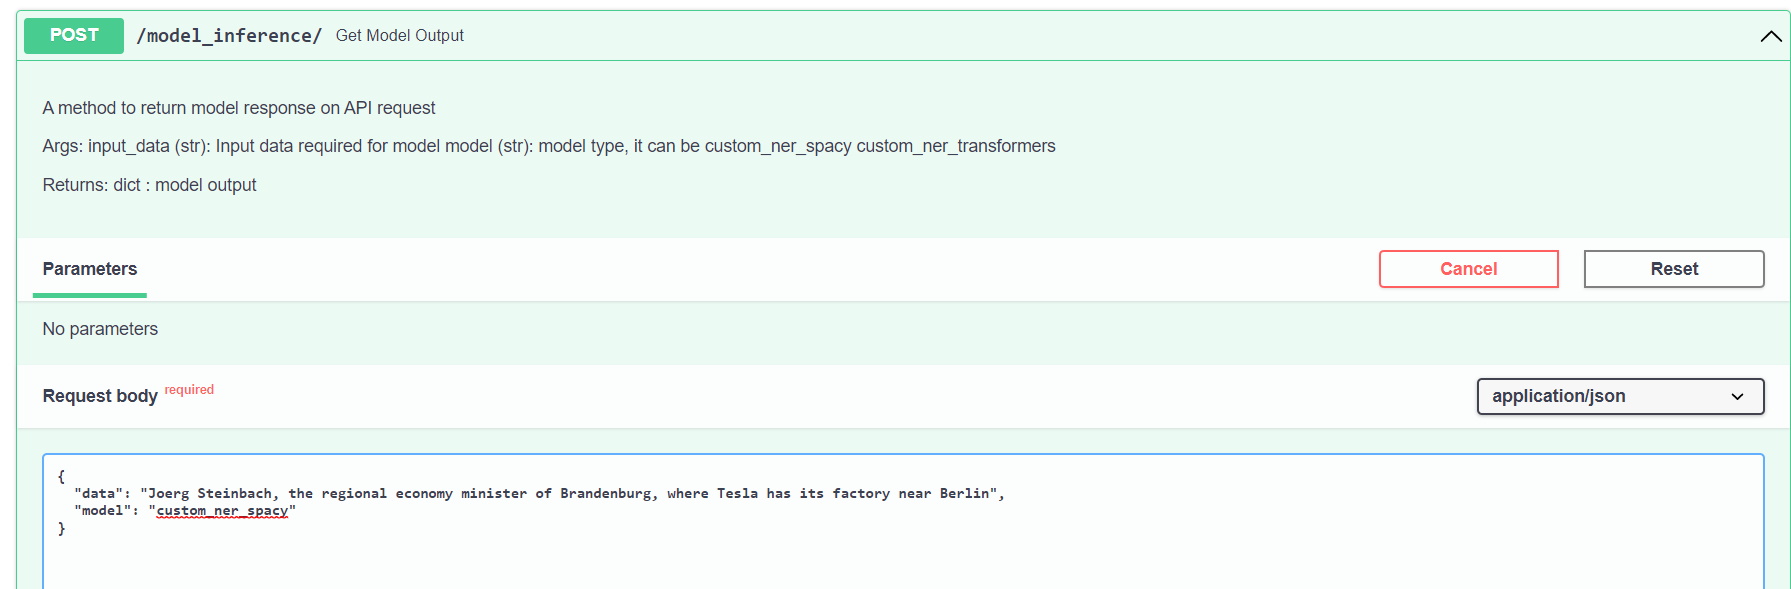 POST /model_inference/ Get Model Output
A method to return model response on API request
Args: input_data (str): Input data required for model model (str): model type, it can be custom_ner_spacy custom_ner_transformers
Returns: dict : model output
Parameters Cancel Reset
No parameters
Request body required application/json
{
  "data": "Joerg Steinbach, the regional economy minister of Brandenburg, where Tesla has its factory near Berlin",
  "model": "custom_ner_spacy"
}